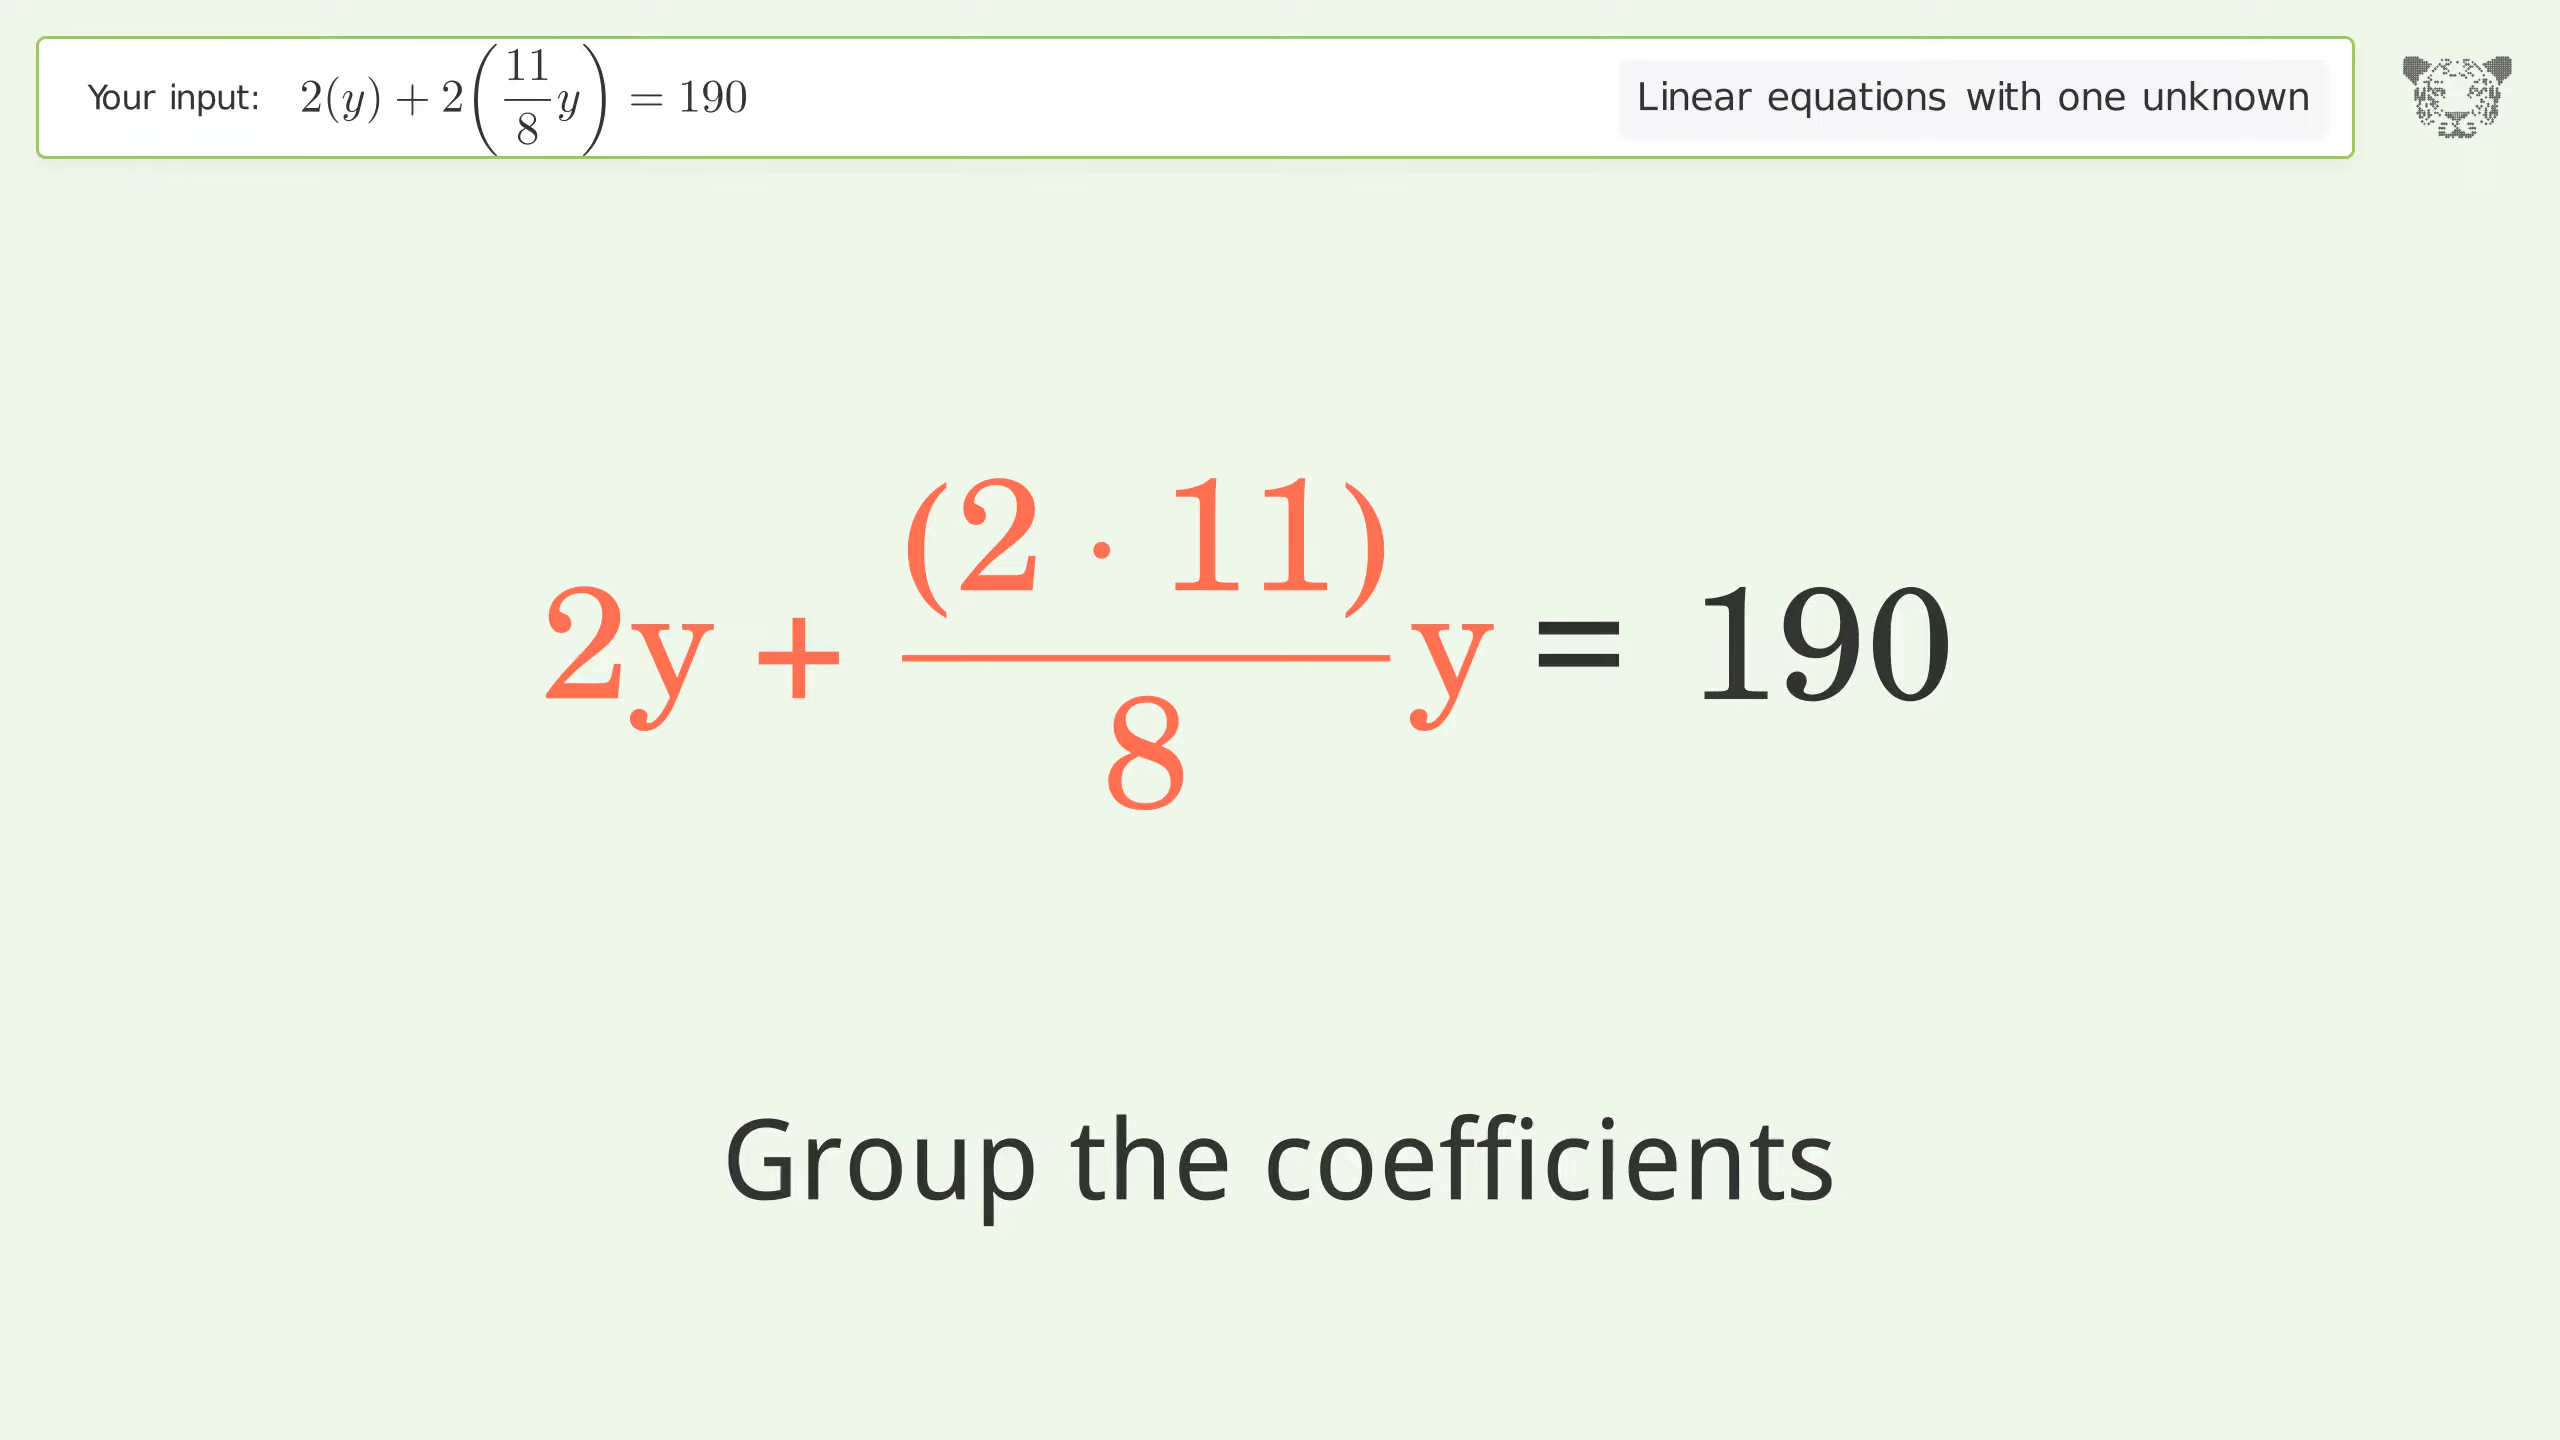 Your input: 2(y) + 2(11/8 y) = 190
Linear equations with one unknown
2y + (2 · 11)/8 y = 190
Group the coefficients